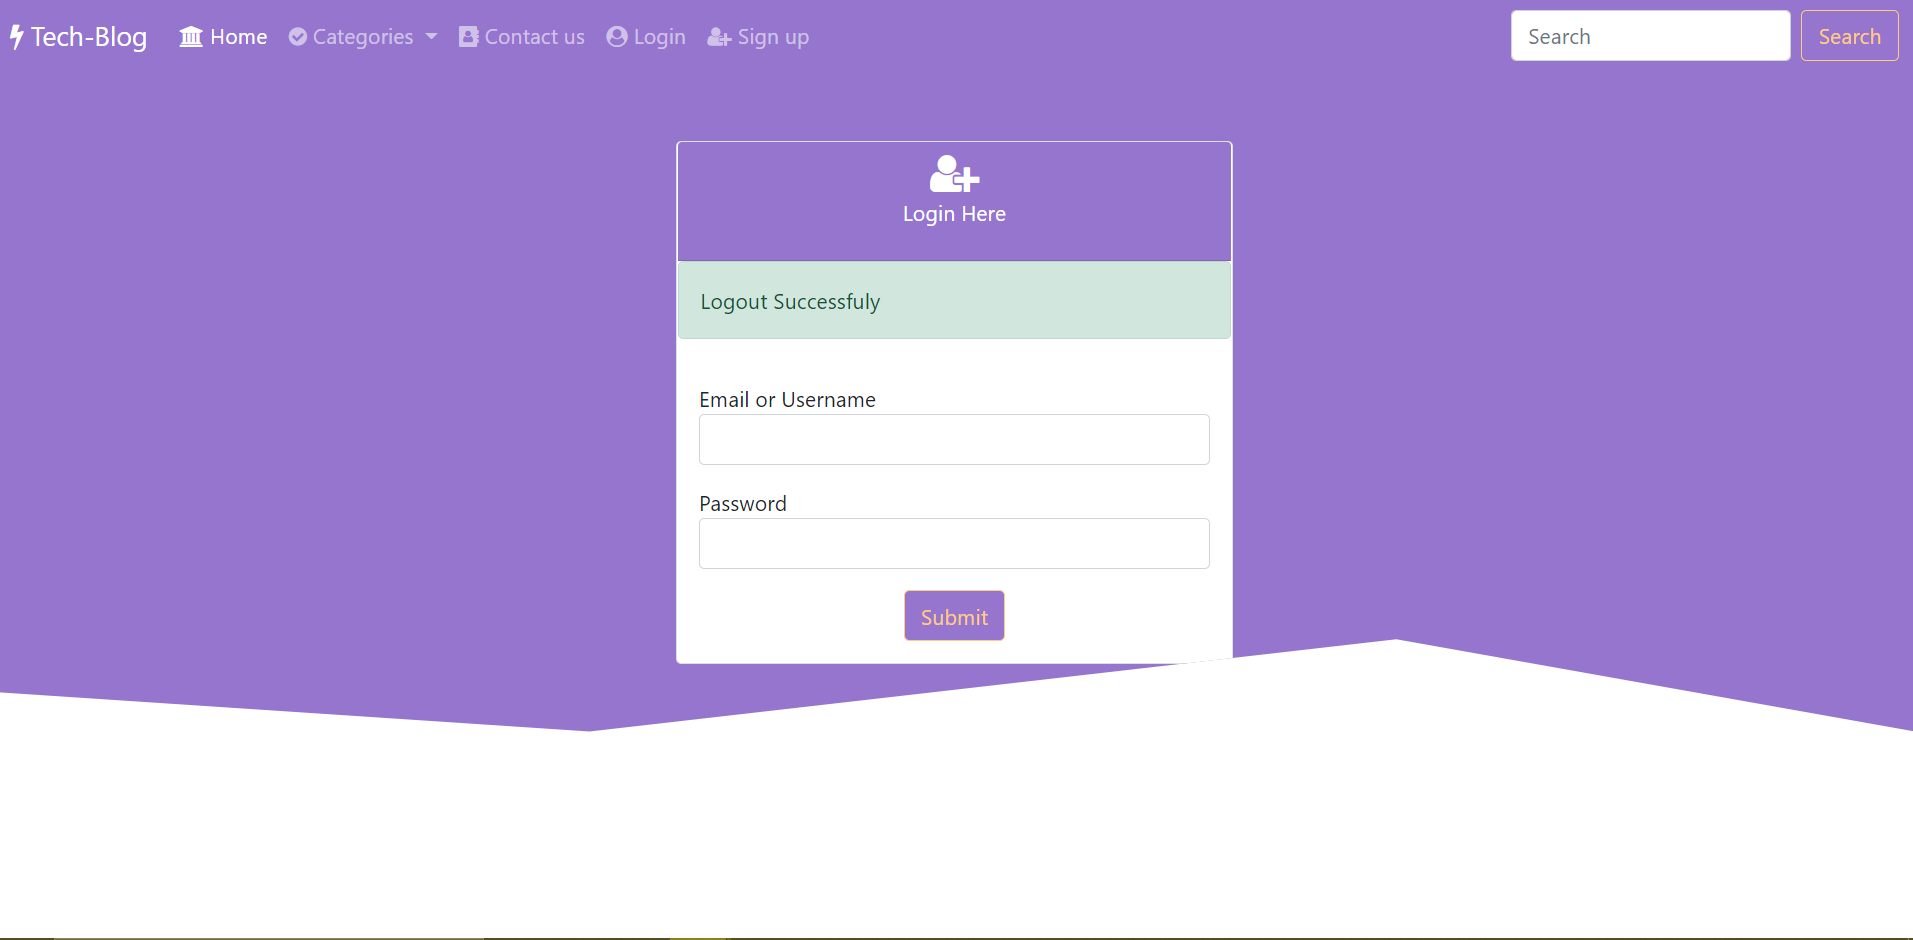 Tech-Blog Home Categories Contact us Login Sign up Search Search
Login Here
Logout Successfuly
Email or Username
Password
Submit